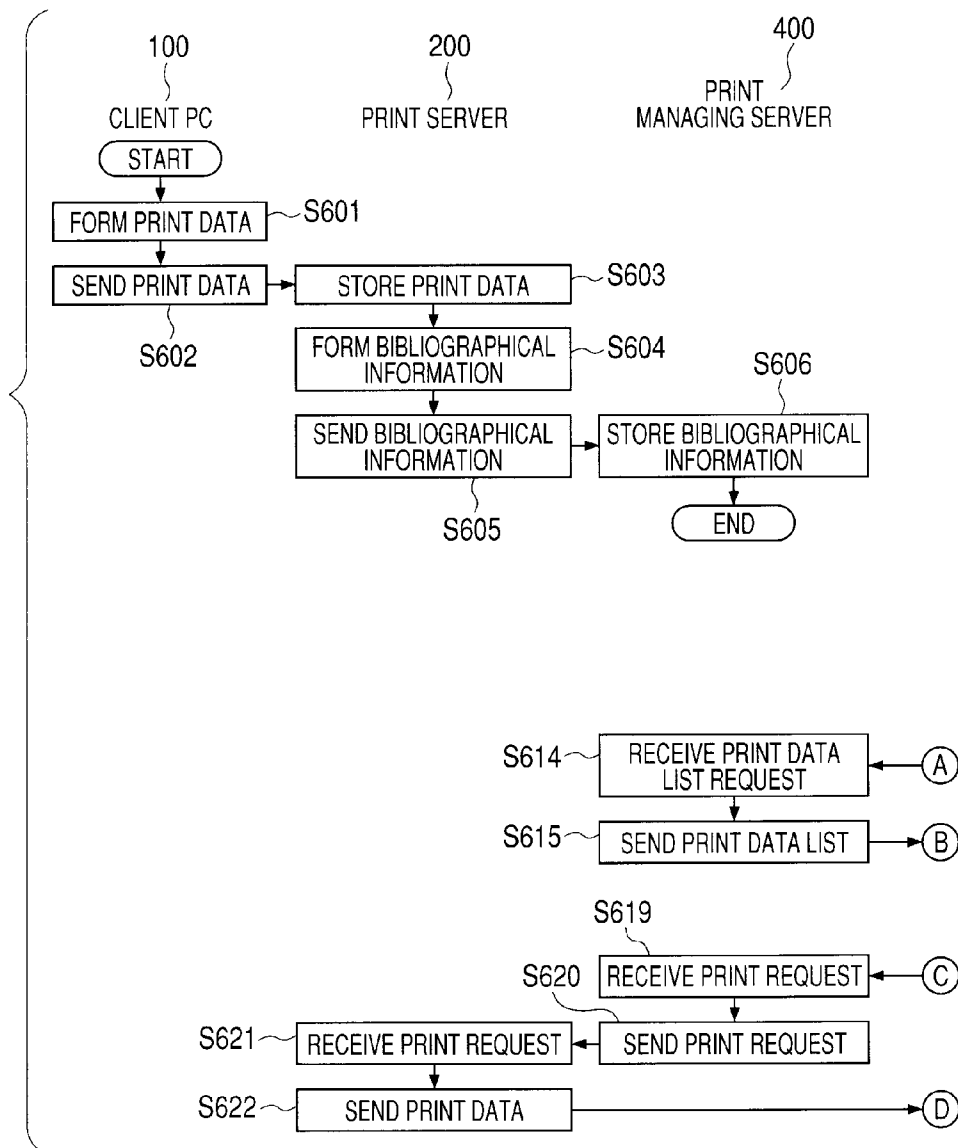 100
200
400
CLIENT PC
PRINT SERVER
PRINT
MANAGING SERVER
START
FORM PRINT DATA
S601
SEND PRINT DATA
S602
STORE PRINT DATA
S603
FORM BIBLIOGRAPHICAL
INFORMATION
S604
SEND BIBLIOGRAPHICAL
INFORMATION
S605
S606
STORE BIBLIOGRAPHICAL
INFORMATION
END
S614
RECEIVE PRINT DATA
LIST REQUEST
A
S615
SEND PRINT DATA LIST
B
S619
RECEIVE PRINT REQUEST
C
S620
SEND PRINT REQUEST
S621
RECEIVE PRINT REQUEST
S622
SEND PRINT DATA
D